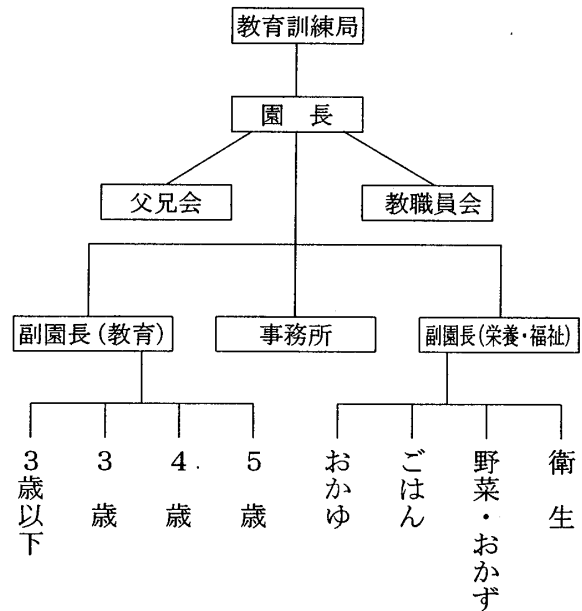 教育訓練局
園 長
父兄会
教職員会
副園長(教育)
事務所
副園長(栄養・福祉)
3歳以下
3 歳
4 歳
5 歳
おかゆ
ごはん
野菜・おかず
衛 生